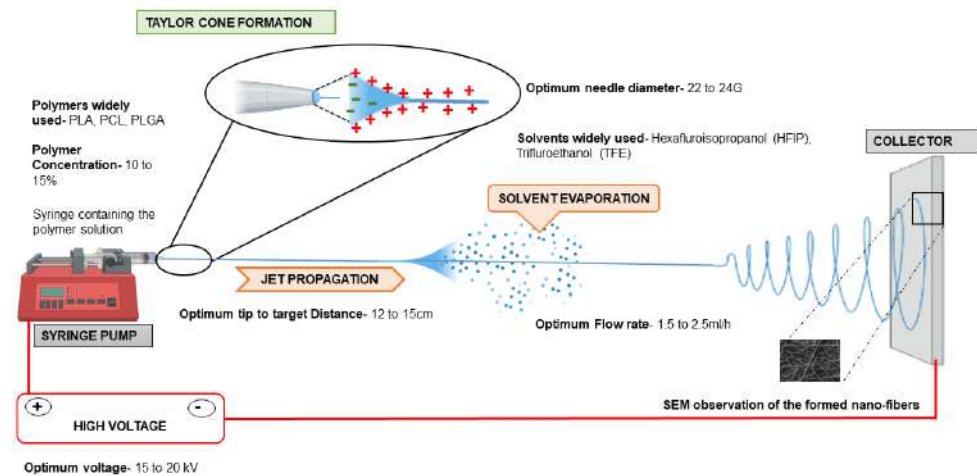 TAYLOR CONE FORMATION
Polymers widely
used- PLA, PCL, PLGA
Polymer
Concentration- 10 to
15%
Syringe containing the
polymer solution
Optimum needle diameter- 22 to 24G
Solvents widely used- Hexafluroisopropanol (HFIP),
Trifluroethanol (TFE)
COLLECTOR
SOLVENT EVAPORATION
JET PROPAGATION
Optimum tip to target Distance- 12 to 15cm
Optimum Flow rate- 1.5 to 2.5ml/h
SYRINGE PUMP
SEM observation of the formed nano-fibers
+ -
HIGH VOLTAGE
Optimum voltage- 15 to 20 kV